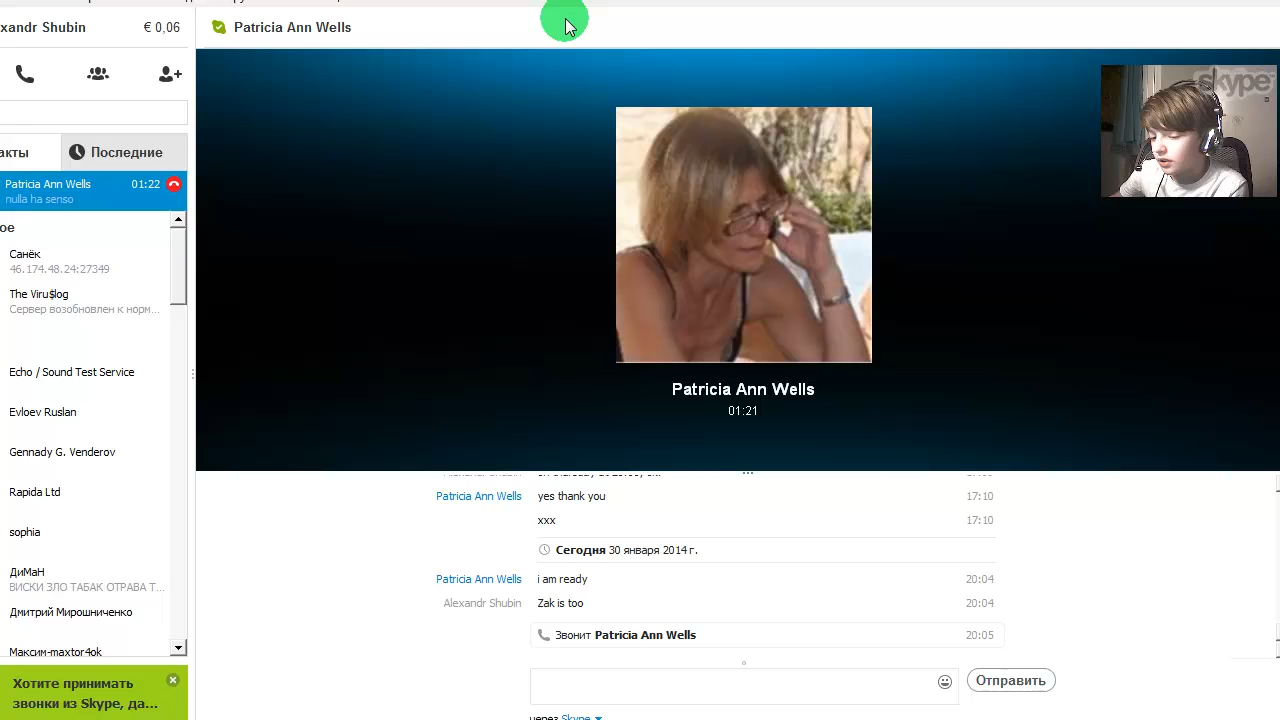 exandr Shubin
€ 0,06
Patricia Ann Wells
skype
акты
Последние
Patricia Ann Wells 01:22
nulla ha senso
ое
Санёк
46.174.48.24:27349
The Viru$log
Сервер возобновлен к норм...
Echo / Sound Test Service
Evloev Ruslan
Gennady G. Venderov
Rapida Ltd
sophia
ДиМаН
ВИСКИ ЗЛО ТАБАК ОТРАВА Т...
Дмитрий Мирошниченко
Максим-maxtor4ok
Хотите принимать
звонки из Skype, да...
Patricia Ann Wells
01:21
Patricia Ann Wells yes thank you 17:10
xxx 17:10
Сегодня 30 января 2014 г.
Patricia Ann Wells i am ready 20:04
Alexandr Shubin Zak is too 20:04
Звонит Patricia Ann Wells 20:05
Отправить
через Skype